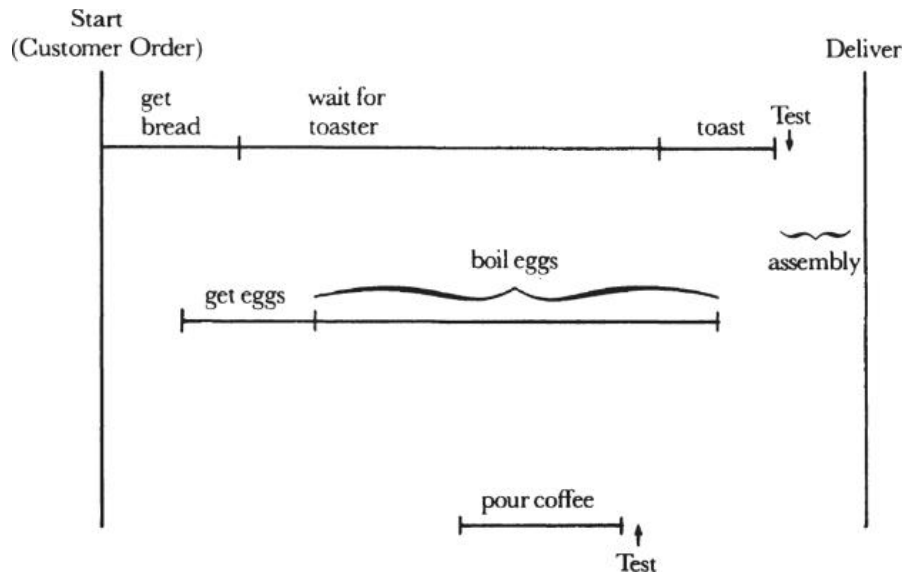 Start
(Customer Order)
Deliver
get
bread
wait for
toaster
toast
Test
boil eggs
assembly
get eggs
pour coffee
Test